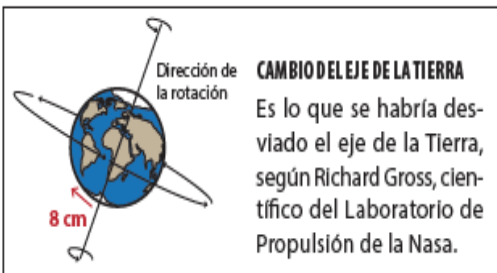 Dirección de
la rotación
8 cm
CAMBIO DEL EJE DE LA TIERRA
Es lo que se habría des-
viado el eje de la Tierra,
según Richard Gross, cien-
tífico del Laboratorio de
Propulsión de la Nasa.